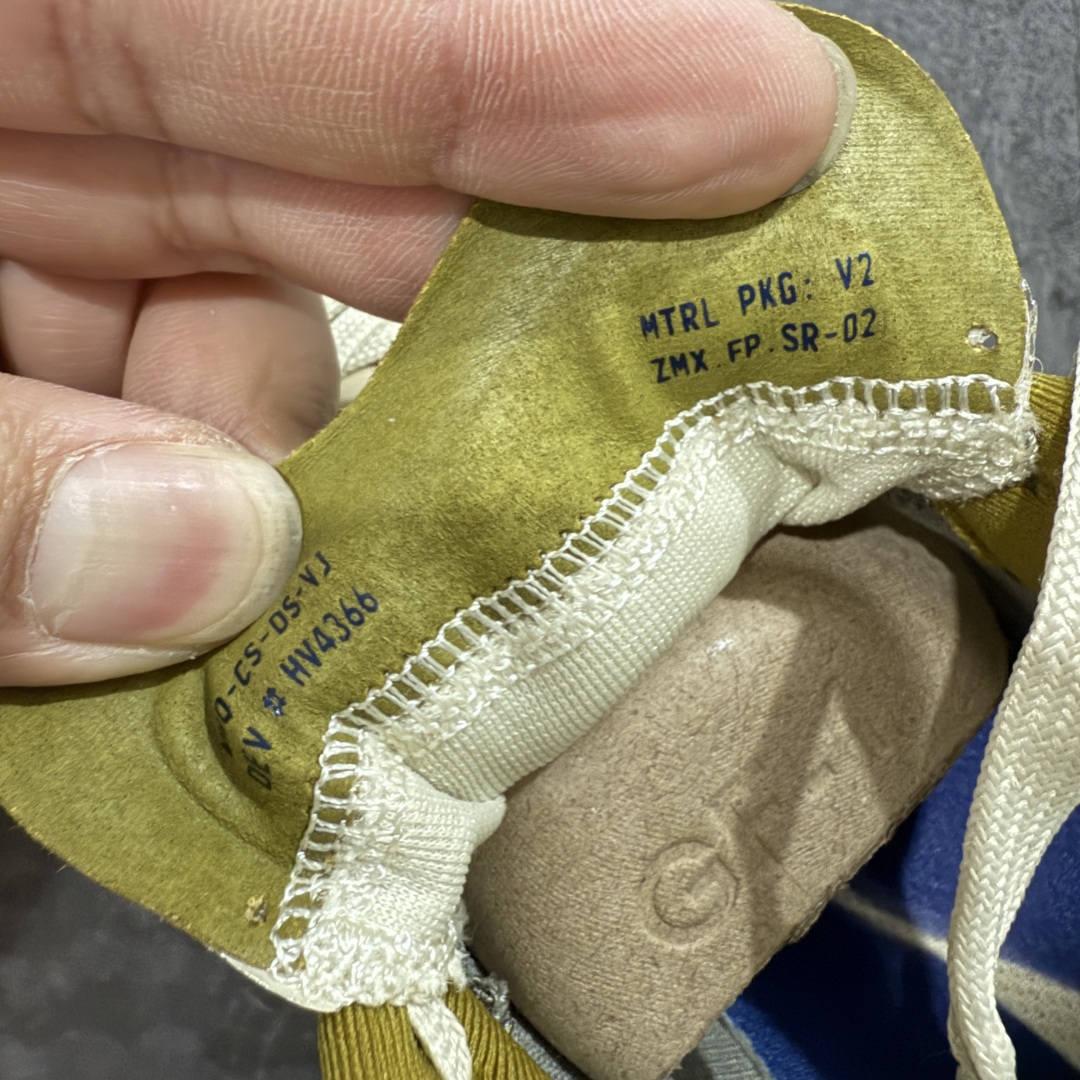 MTRL PKG: V2
ZMX.FP.SR-02
-CS-DS-VJ
DEV # HV4366
G